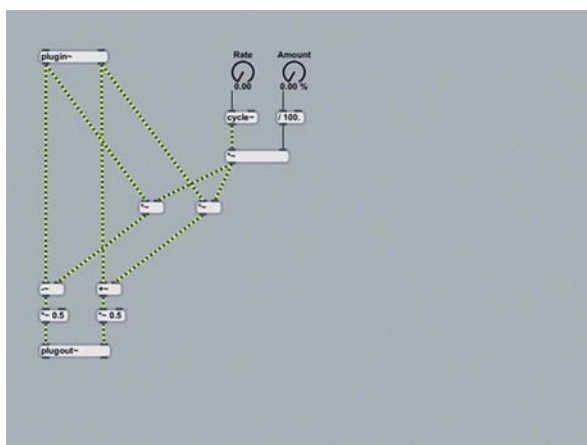 plugin~
Rate
Amount
0.00
0.00 %
cycle~
/ 100.
*~
*~
*~
-~
+~
*~ 0.5
*~ 0.5
plugout~